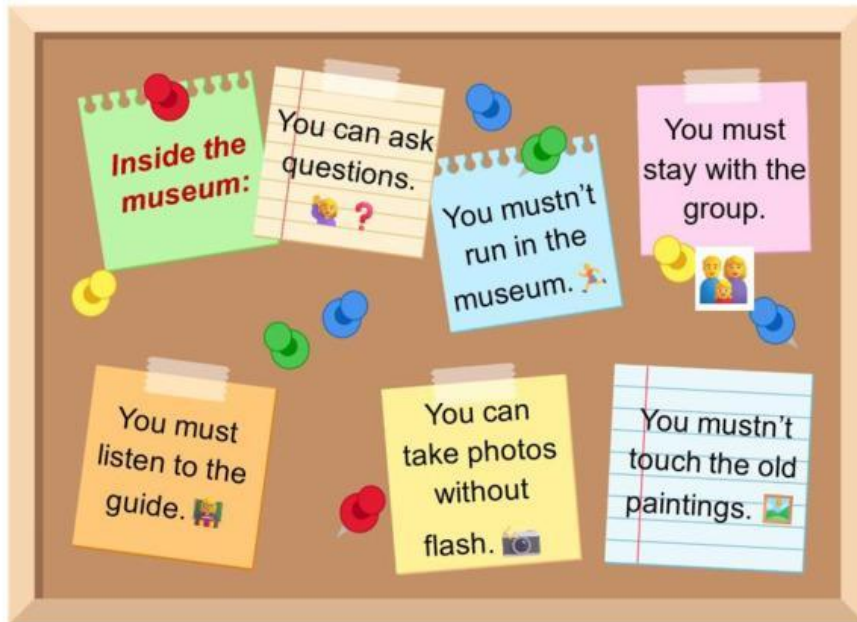 Inside the
museum:
You can ask
questions.
You mustn't
run in the
museum.
You must
stay with the
group.
You must
listen to the
guide.
You can
take photos
without
flash.
You mustn't
touch the old
paintings.